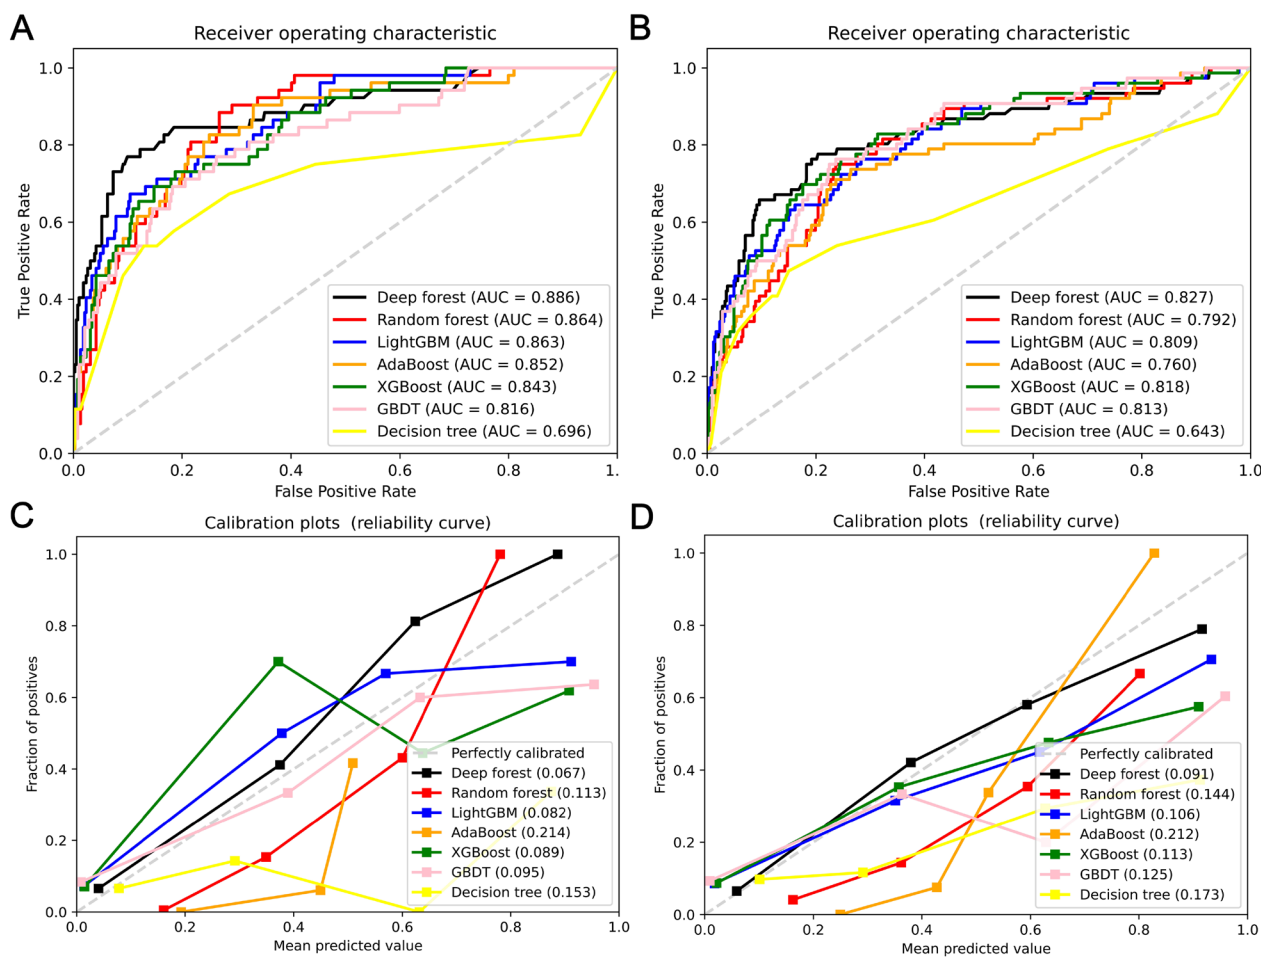 A
Receiver operating characteristic
True Positive Rate
1.0
0.8
0.6
0.4
0.2
0.0
Deep forest (AUC = 0.886)
Random forest (AUC = 0.864)
LightGBM (AUC = 0.863)
AdaBoost (AUC = 0.852)
XGBoost (AUC = 0.843)
GBDT (AUC = 0.816)
Decision tree (AUC = 0.696)
0.0 0.2 0.4 0.6 0.8 1.
False Positive Rate
B
Receiver operating characteristic
True Positive Rate
1.0
0.8
0.6
0.4
0.2
0.0
Deep forest (AUC = 0.827)
Random forest (AUC = 0.792)
LightGBM (AUC = 0.809)
AdaBoost (AUC = 0.760)
XGBoost (AUC = 0.818)
GBDT (AUC = 0.813)
Decision tree (AUC = 0.643)
0.0 0.2 0.4 0.6 0.8 1.0
False Positive Rate
C
Calibration plots (reliability curve)
Fraction of positives
1.0
0.8
0.6
0.4
0.2
0.0
Perfectly calibrated
Deep forest (0.067)
Random forest (0.113)
LightGBM (0.082)
AdaBoost (0.214)
XGBoost (0.089)
GBDT (0.095)
Decision tree (0.153)
0.0 0.2 0.4 0.6 0.8 1.0
Mean predicted value
D
Calibration plots (reliability curve)
Fraction of positives
1.0
0.8
0.6
0.4
0.2
0.0
Perfectly calibrated
Deep forest (0.091)
Random forest (0.144)
LightGBM (0.106)
AdaBoost (0.212)
XGBoost (0.113)
GBDT (0.125)
Decision tree (0.173)
0.0 0.2 0.4 0.6 0.8 1.0
Mean predicted value